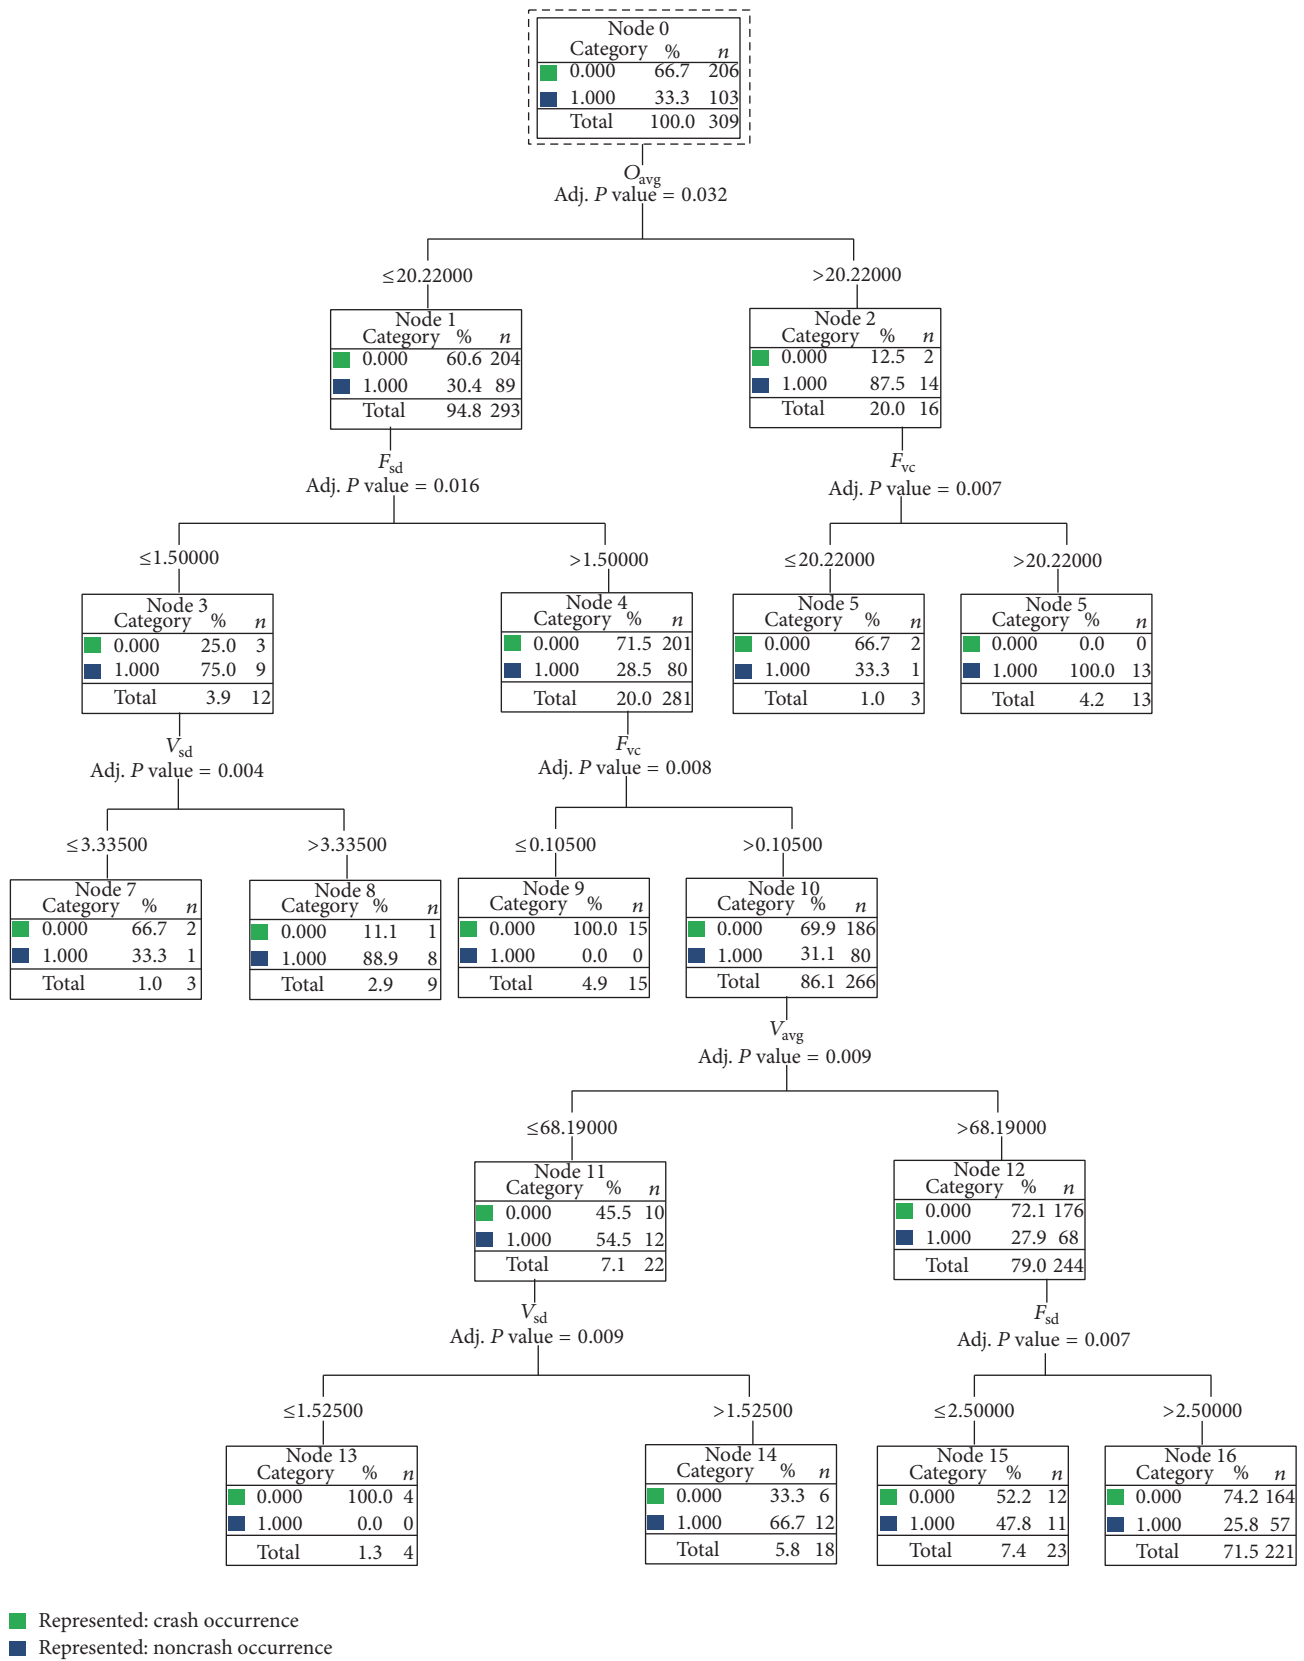 Node 0
Category % n
0.000 66.7 206
1.000 33.3 103
Total 100.0 309
Oavg
Adj. P value = 0.032
≤20.22000
>20.22000
Node 1
Category % n
0.000 60.6 204
1.000 30.4 89
Total 94.8 293
Node 2
Category % n
0.000 12.5 2
1.000 87.5 14
Total 20.0 16
Fsd
Adj. P value = 0.016
Fvc
Adj. P value = 0.007
≤1.50000
>1.50000
≤20.22000
>20.22000
Node 3
Category % n
0.000 25.0 3
1.000 75.0 9
Total 3.9 12
Node 4
Category % n
0.000 71.5 201
1.000 28.5 80
Total 20.0 281
Node 5
Category % n
0.000 66.7 2
1.000 33.3 1
Total 1.0 3
Node 5
Category % n
0.000 0.0 0
1.000 100.0 13
Total 4.2 13
Vsd
Adj. P value = 0.004
Fvc
Adj. P value = 0.008
≤3.33500
>3.33500
≤0.10500
>0.10500
Node 7
Category % n
0.000 66.7 2
1.000 33.3 1
Total 1.0 3
Node 8
Category % n
0.000 11.1 1
1.000 88.9 8
Total 2.9 9
Node 9
Category % n
0.000 100.0 15
1.000 0.0 0
Total 4.9 15
Node 10
Category % n
0.000 69.9 186
1.000 31.1 80
Total 86.1 266
Vavg
Adj. P value = 0.009
≤68.19000
>68.19000
Node 11
Category % n
0.000 45.5 10
1.000 54.5 12
Total 7.1 22
Node 12
Category % n
0.000 72.1 176
1.000 27.9 68
Total 79.0 244
Vsd
Adj. P value = 0.009
Fsd
Adj. P value = 0.007
≤1.52500
>1.52500
≤2.50000
>2.50000
Node 13
Category % n
0.000 100.0 4
1.000 0.0 0
Total 1.3 4
Node 14
Category % n
0.000 33.3 6
1.000 66.7 12
Total 5.8 18
Node 15
Category % n
0.000 52.2 12
1.000 47.8 11
Total 7.4 23
Node 16
Category % n
0.000 74.2 164
1.000 25.8 57
Total 71.5 221
Represented: crash occurrence
Represented: noncrash occurrence